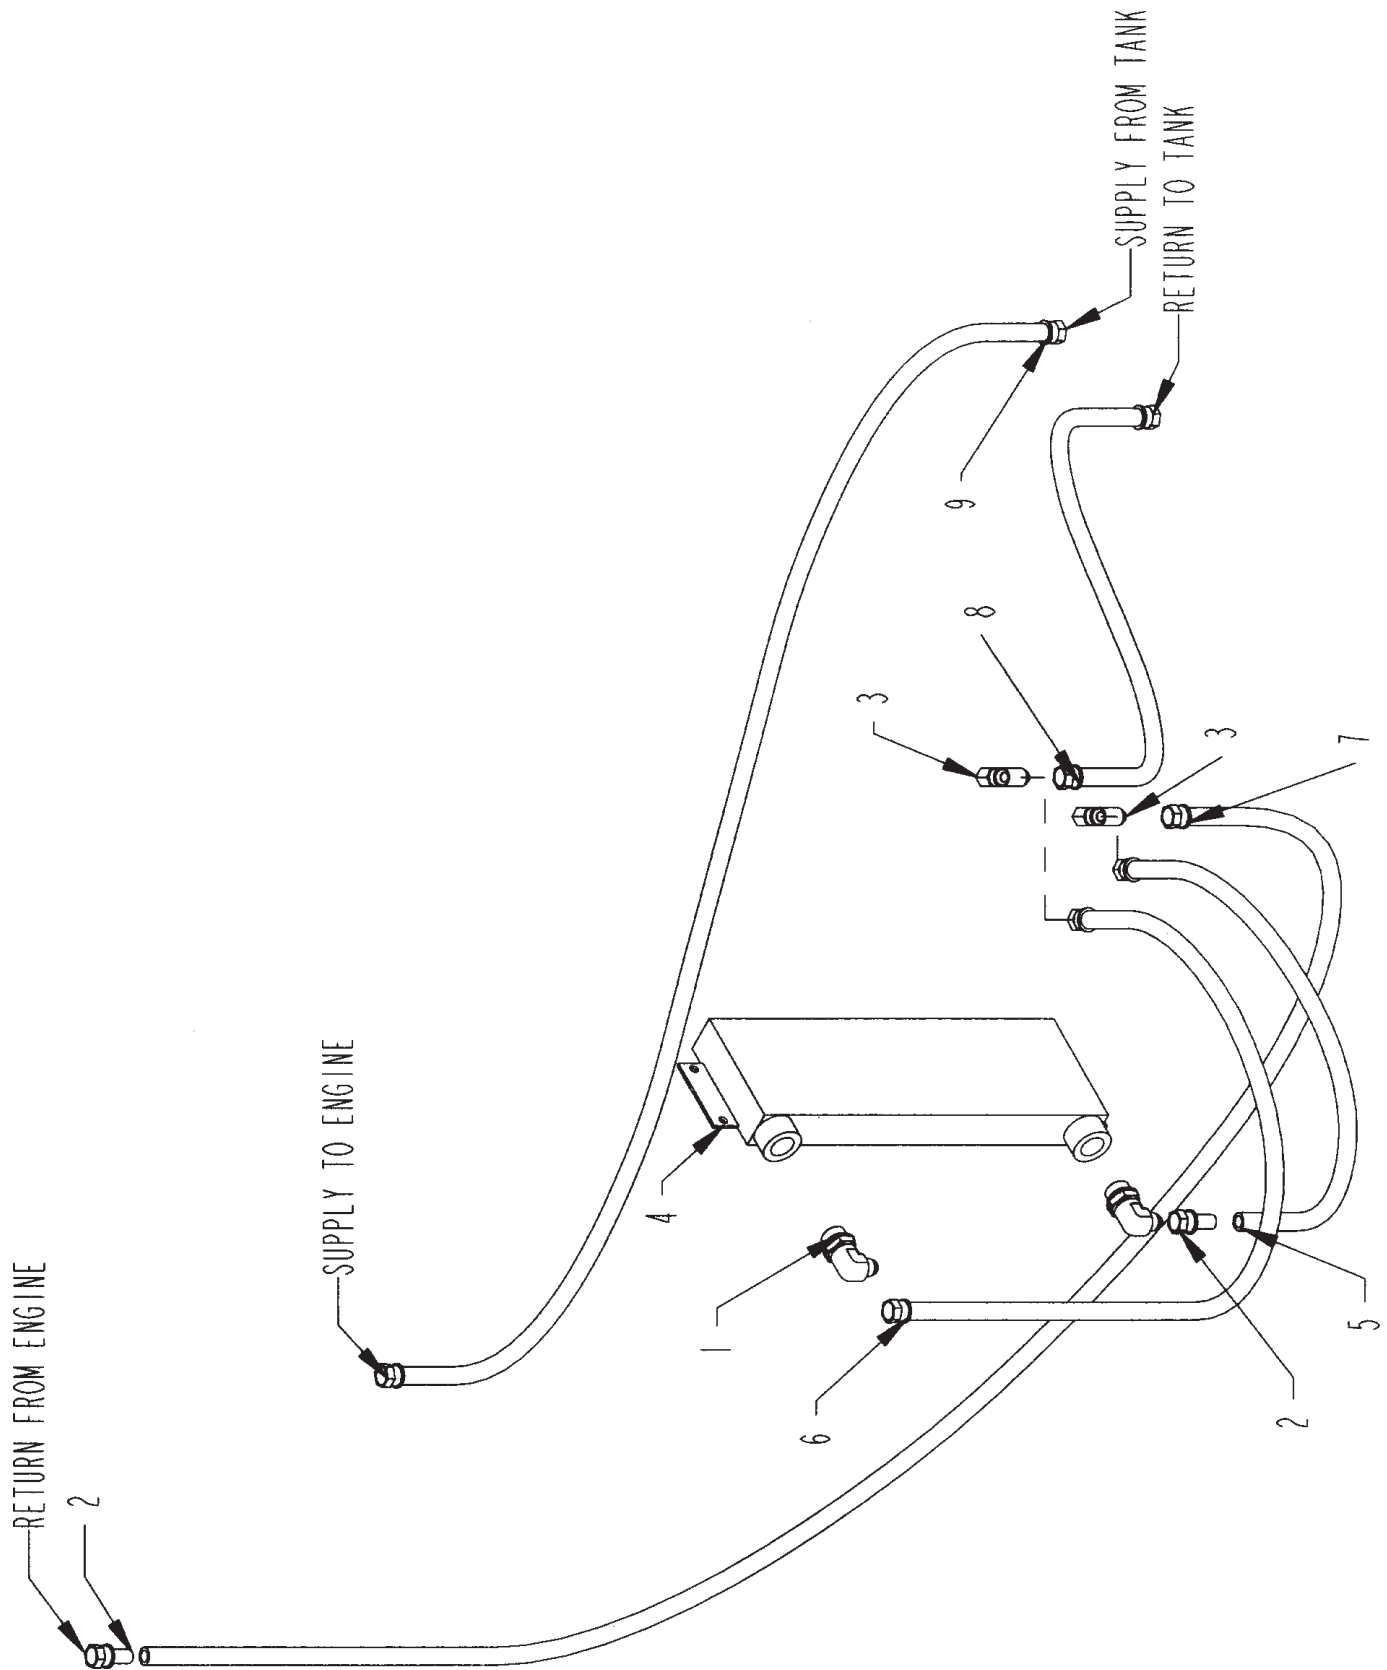 RETURN FROM ENGINE
2
SUPPLY TO ENGINE
4
1
6
3
9
8
SUPPLY FROM TANK
RETURN TO TANK
3
2
7
5